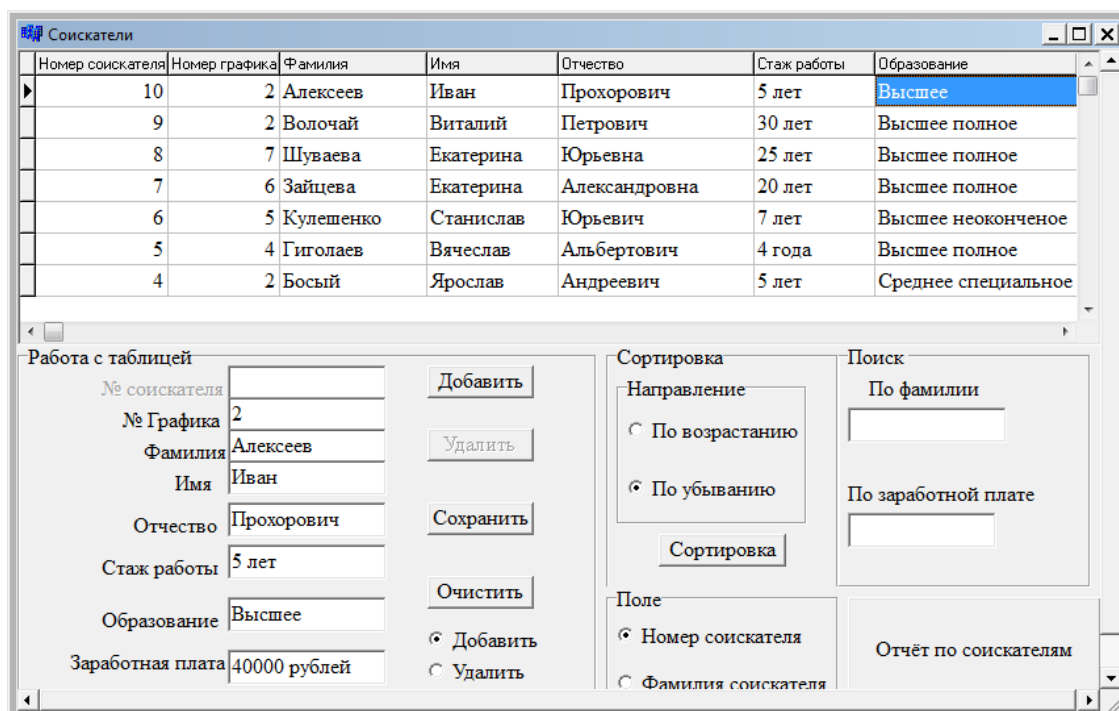 Соискатели
Номер соискателя Номер графика Фамилия Имя Отчество Стаж работы Образование
10 2 Алексеев Иван Прохорович 5 лет Высшее
9 2 Волочай Виталий Петрович 30 лет Высшее полное
8 7 Шуваева Екатерина Юрьевна 25 лет Высшее полное
7 6 Зайцева Екатерина Александровна 20 лет Высшее полное
6 5 Кулешенко Станислав Юрьевич 7 лет Высшее неоконченое
5 4 Гиголаев Вячеслав Альбертович 4 года Высшее полное
4 2 Босый Ярослав Андреевич 5 лет Среднее специальное
Работа с таблицей
№ соискателя
№ Графика 2
Фамилия Алексеев
Имя Иван
Отчество Прохорович
Стаж работы 5 лет
Образование Высшее
Заработная плата 40000 рублей
Добавить
Удалить
Сохранить
Очистить
Добавить
Удалить
Сортировка
Направление
По возрастанию
По убыванию
Сортировка
Поле
Номер соискателя
Фамилия соискателя
Поиск
По фамилии
По заработной плате
Отчёт по соискателям